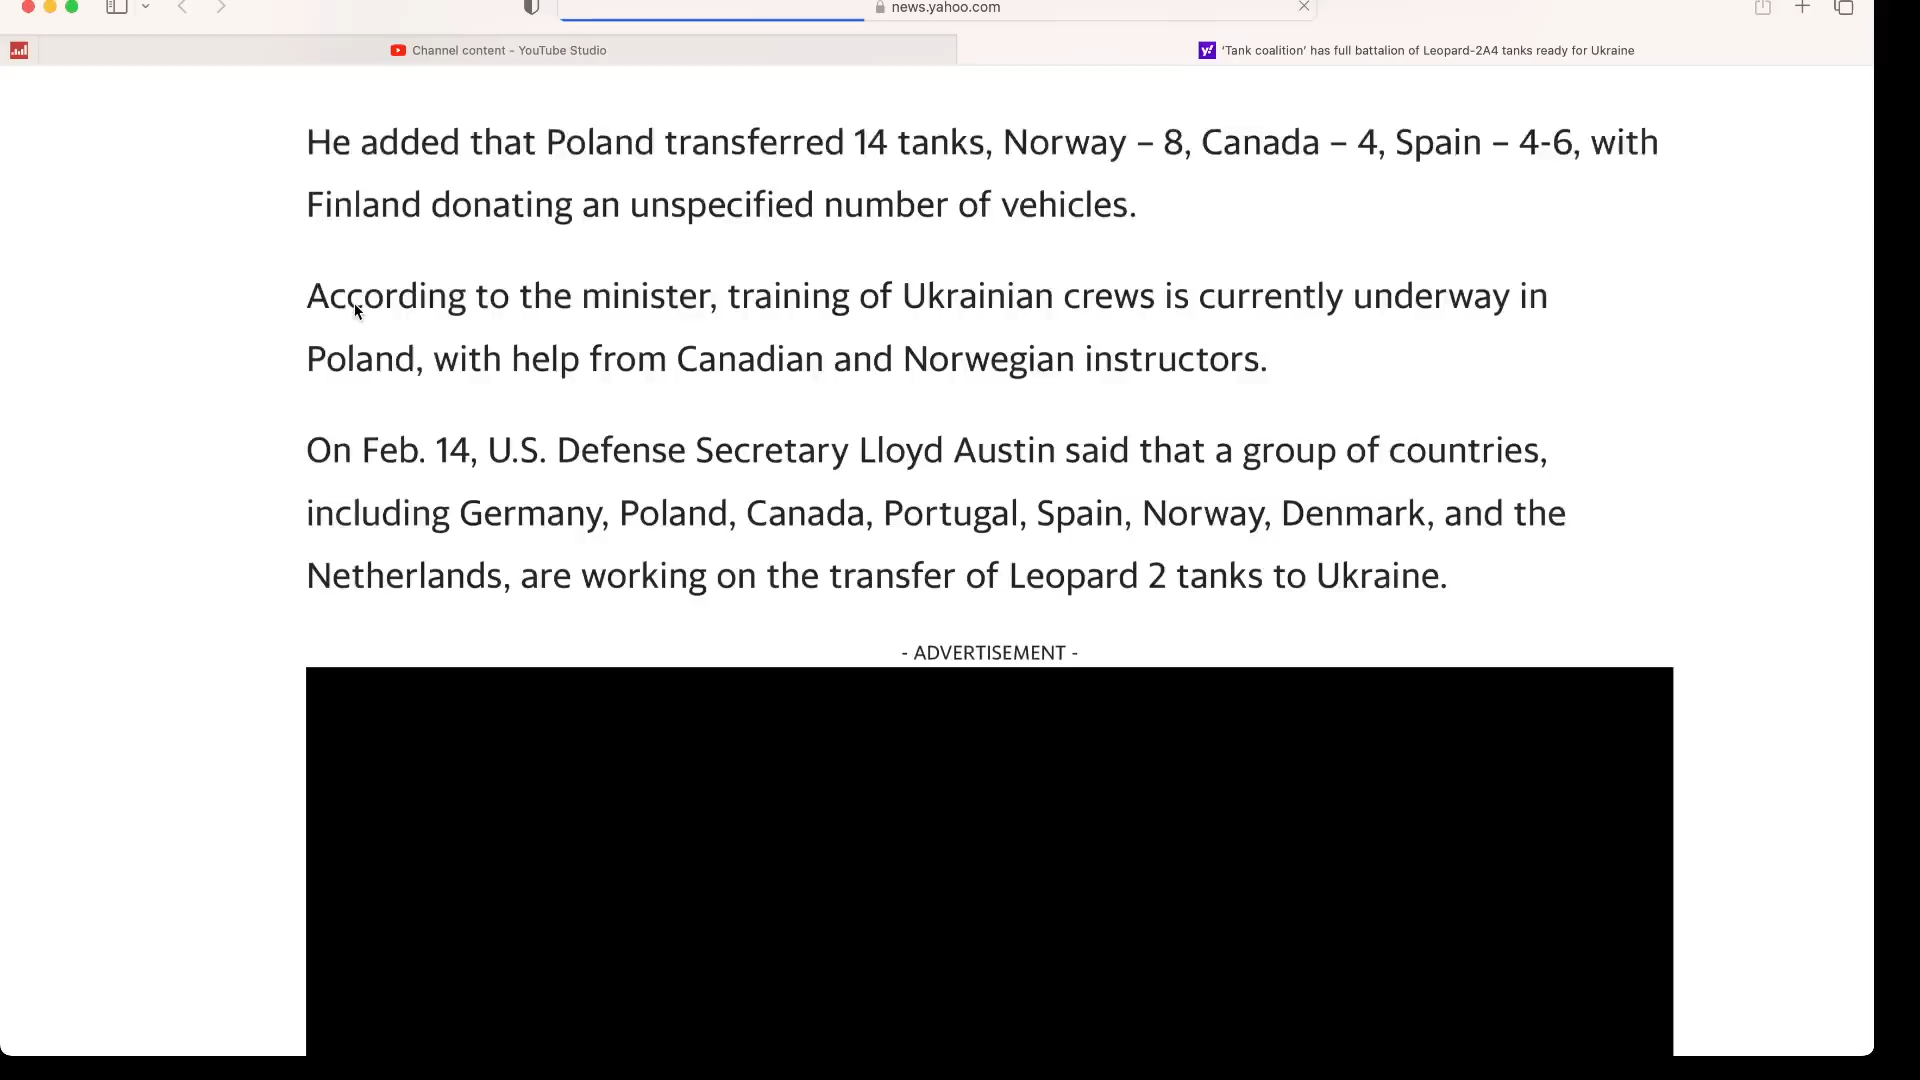 news.yahoo.com
Channel content - YouTube Studio
y! 'Tank coalition' has full battalion of Leopard-2A4 tanks ready for Ukraine
He added that Poland transferred 14 tanks, Norway – 8, Canada – 4, Spain – 4-6, with
Finland donating an unspecified number of vehicles.
According to the minister, training of Ukrainian crews is currently underway in
Poland, with help from Canadian and Norwegian instructors.
On Feb. 14, U.S. Defense Secretary Lloyd Austin said that a group of countries,
including Germany, Poland, Canada, Portugal, Spain, Norway, Denmark, and the
Netherlands, are working on the transfer of Leopard 2 tanks to Ukraine.
- ADVERTISEMENT -